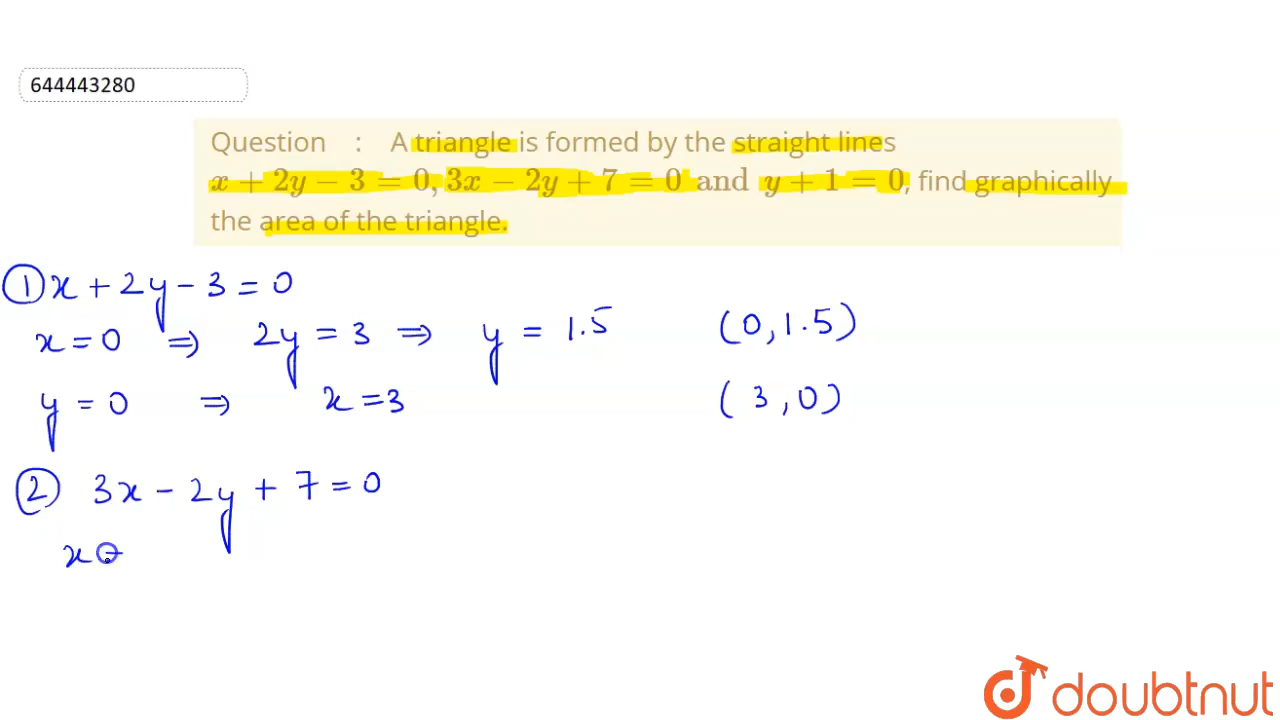 644443280
Question : A triangle is formed by the straight lines
x + 2y − 3 = 0, 3x − 2y + 7 = 0 and y + 1 = 0, find graphically
the area of the triangle.
① x + 2y − 3 = 0
x = 0 ⇒ 2y = 3 ⇒ y = 1.5 (0, 1.5)
y = 0 ⇒ x = 3 (3, 0)
② 3x − 2y + 7 = 0
x =
doubtnut